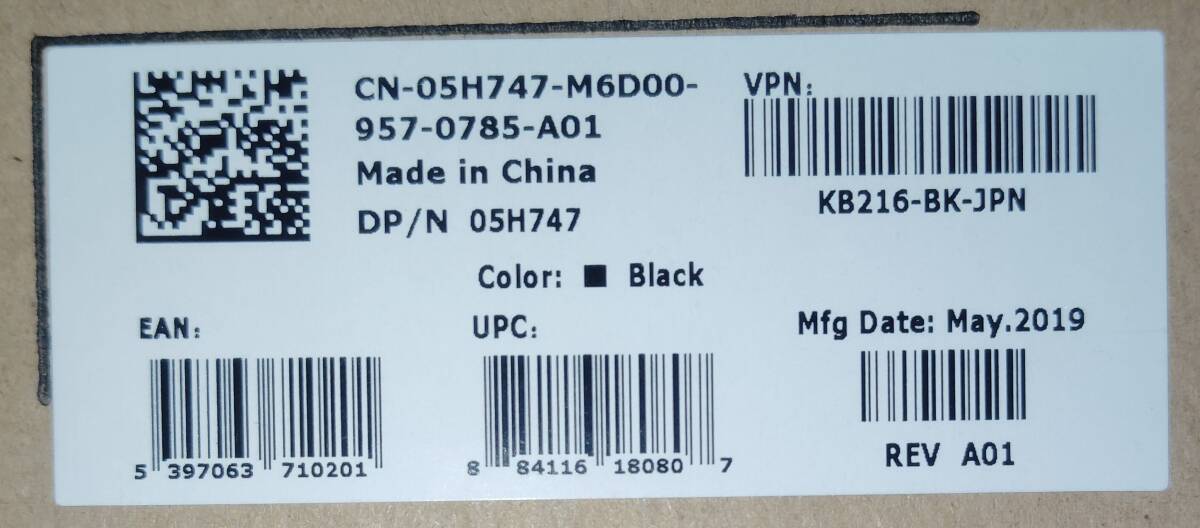 CN-05H747-M6D00-
957-0785-A01
Made in China
DP/N 05H747
VPN:
KB216-BK-JPN
Color: ■ Black
EAN:
5 397063 710201
UPC:
8 84116 18080 7
Mfg Date: May.2019
REV A01